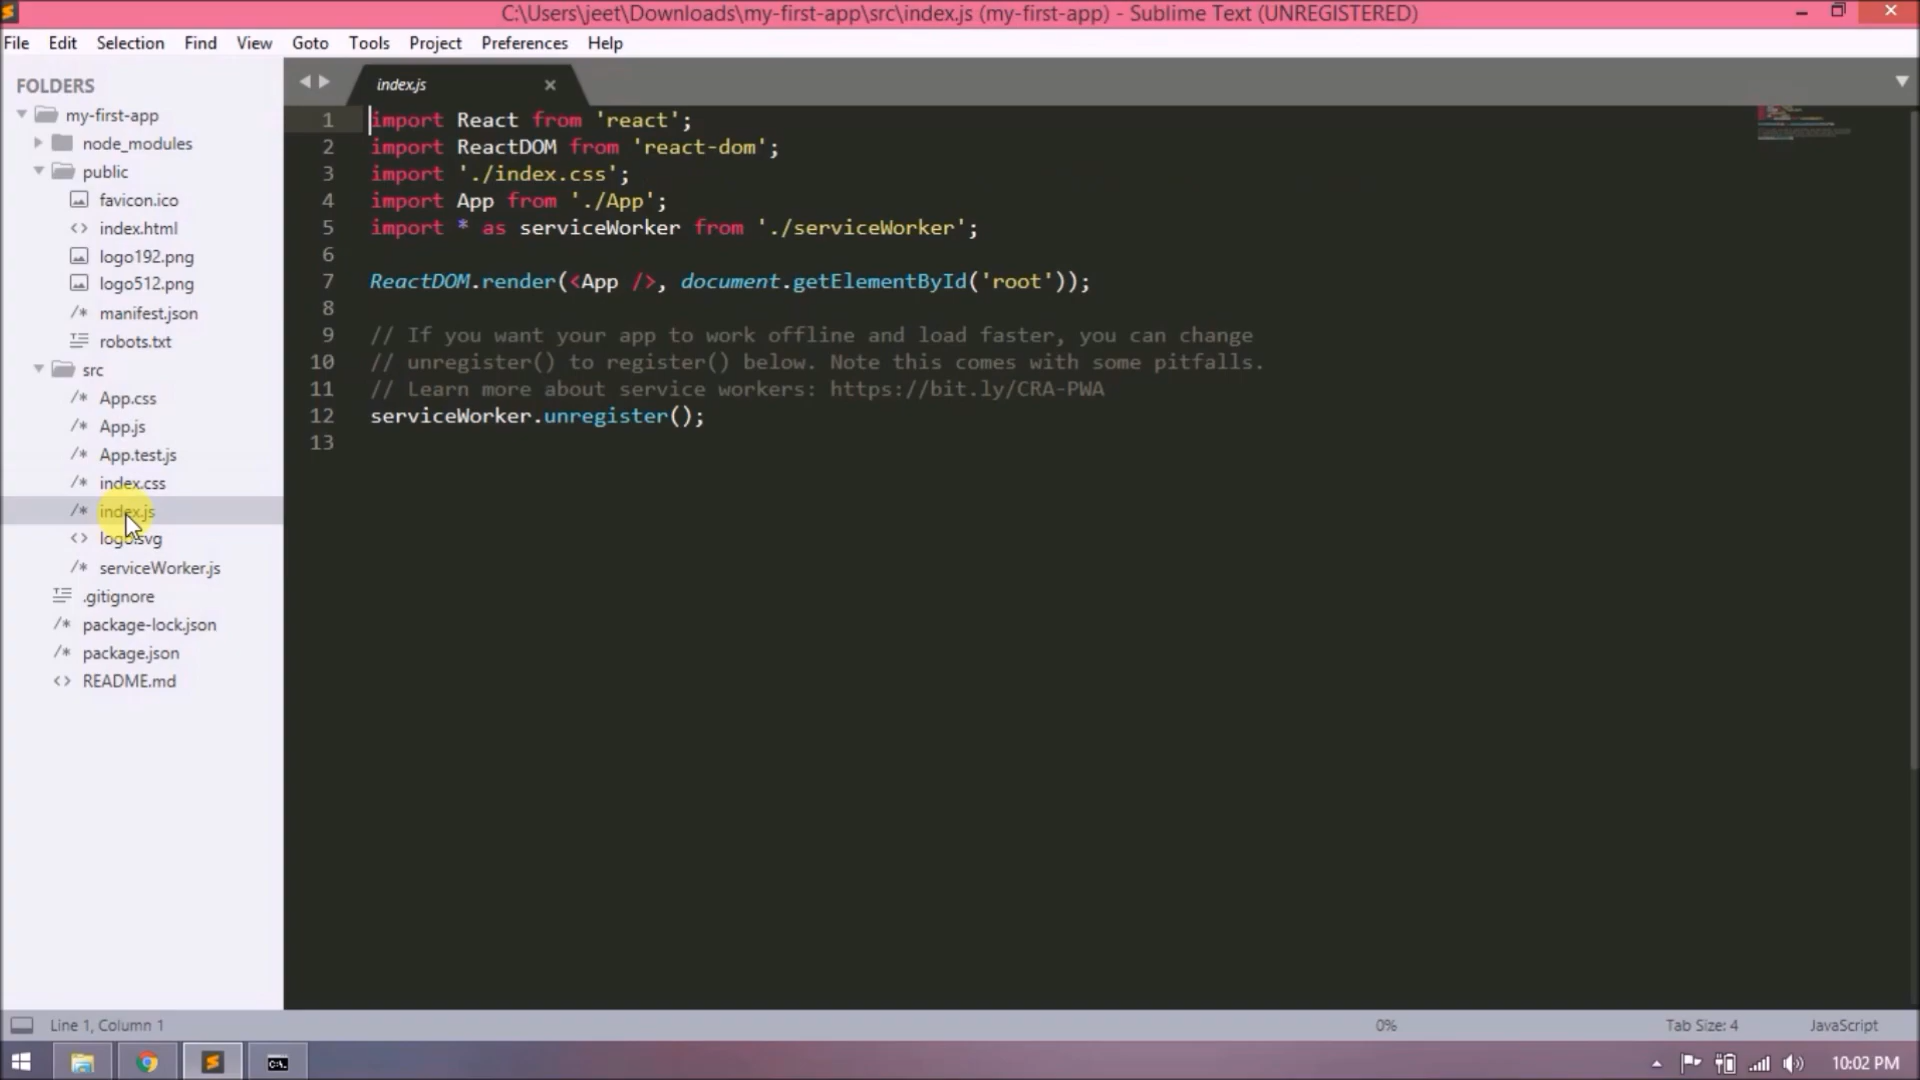 C:\Users\jeet\Downloads\my-first-app\src\index.js (my-first-app) - Sublime Text (UNREGISTERED)
File Edit Selection Find View Goto Tools Project Preferences Help
FOLDERS
my-first-app
node_modules
public
favicon.ico
index.html
logo192.png
logo512.png
manifest.json
robots.txt
src
App.css
App.js
App.test.js
index.css
index.js
logo.svg
serviceWorker.js
.gitignore
package-lock.json
package.json
README.md
index.js
1 import React from 'react';
2 import ReactDOM from 'react-dom';
3 import './index.css';
4 import App from './App';
5 import * as serviceWorker from './serviceWorker';
6
7 ReactDOM.render(<App />, document.getElementById('root'));
8
9 // If you want your app to work offline and load faster, you can change
10 // unregister() to register() below. Note this comes with some pitfalls.
11 // Learn more about service workers: https://bit.ly/CRA-PWA
12 serviceWorker.unregister();
13
Line 1, Column 1 0% Tab Size: 4 JavaScript
10:02 PM